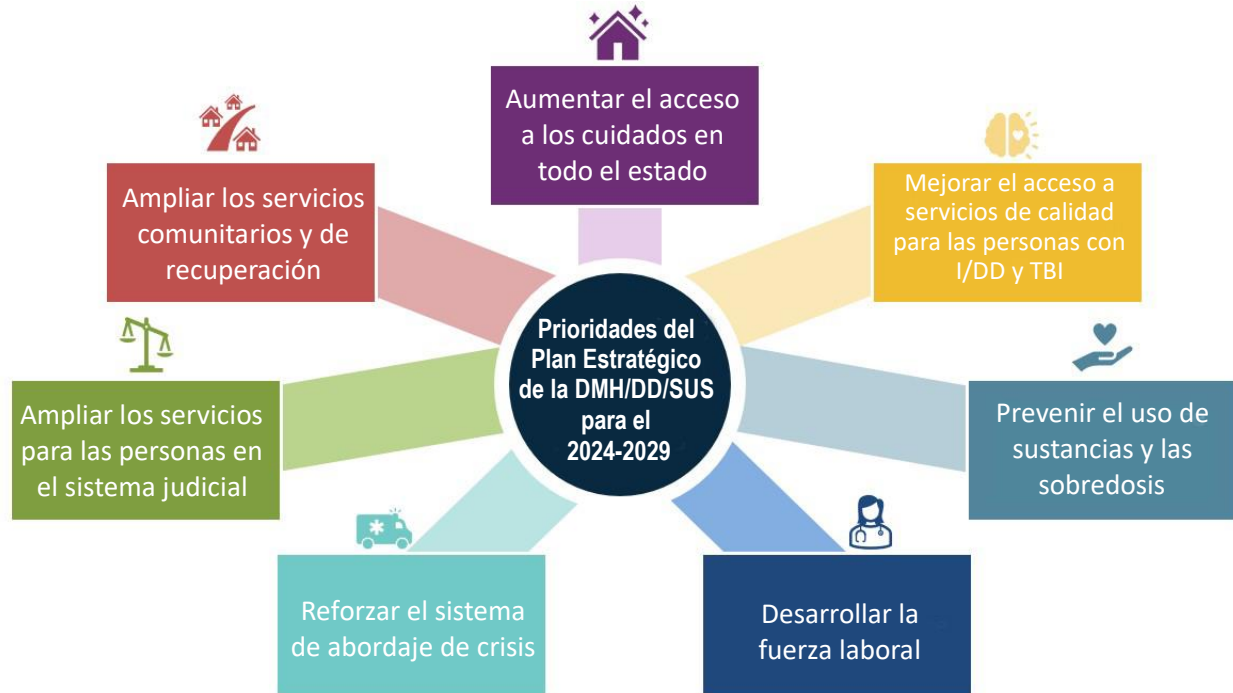 Aumentar el acceso
a los cuidados en
todo el estado
Mejorar el acceso a
servicios de calidad
para las personas con
I/DD y TBI
Prevenir el uso de
sustancias y las
sobredosis
Desarrollar la
fuerza laboral
Reforzar el sistema
de abordaje de crisis
Ampliar los servicios
para las personas en
el sistema judicial
Ampliar los servicios
comunitarios y de
recuperación
Prioridades del
Plan Estratégico
de la DMH/DD/SUS
para el
2024-2029